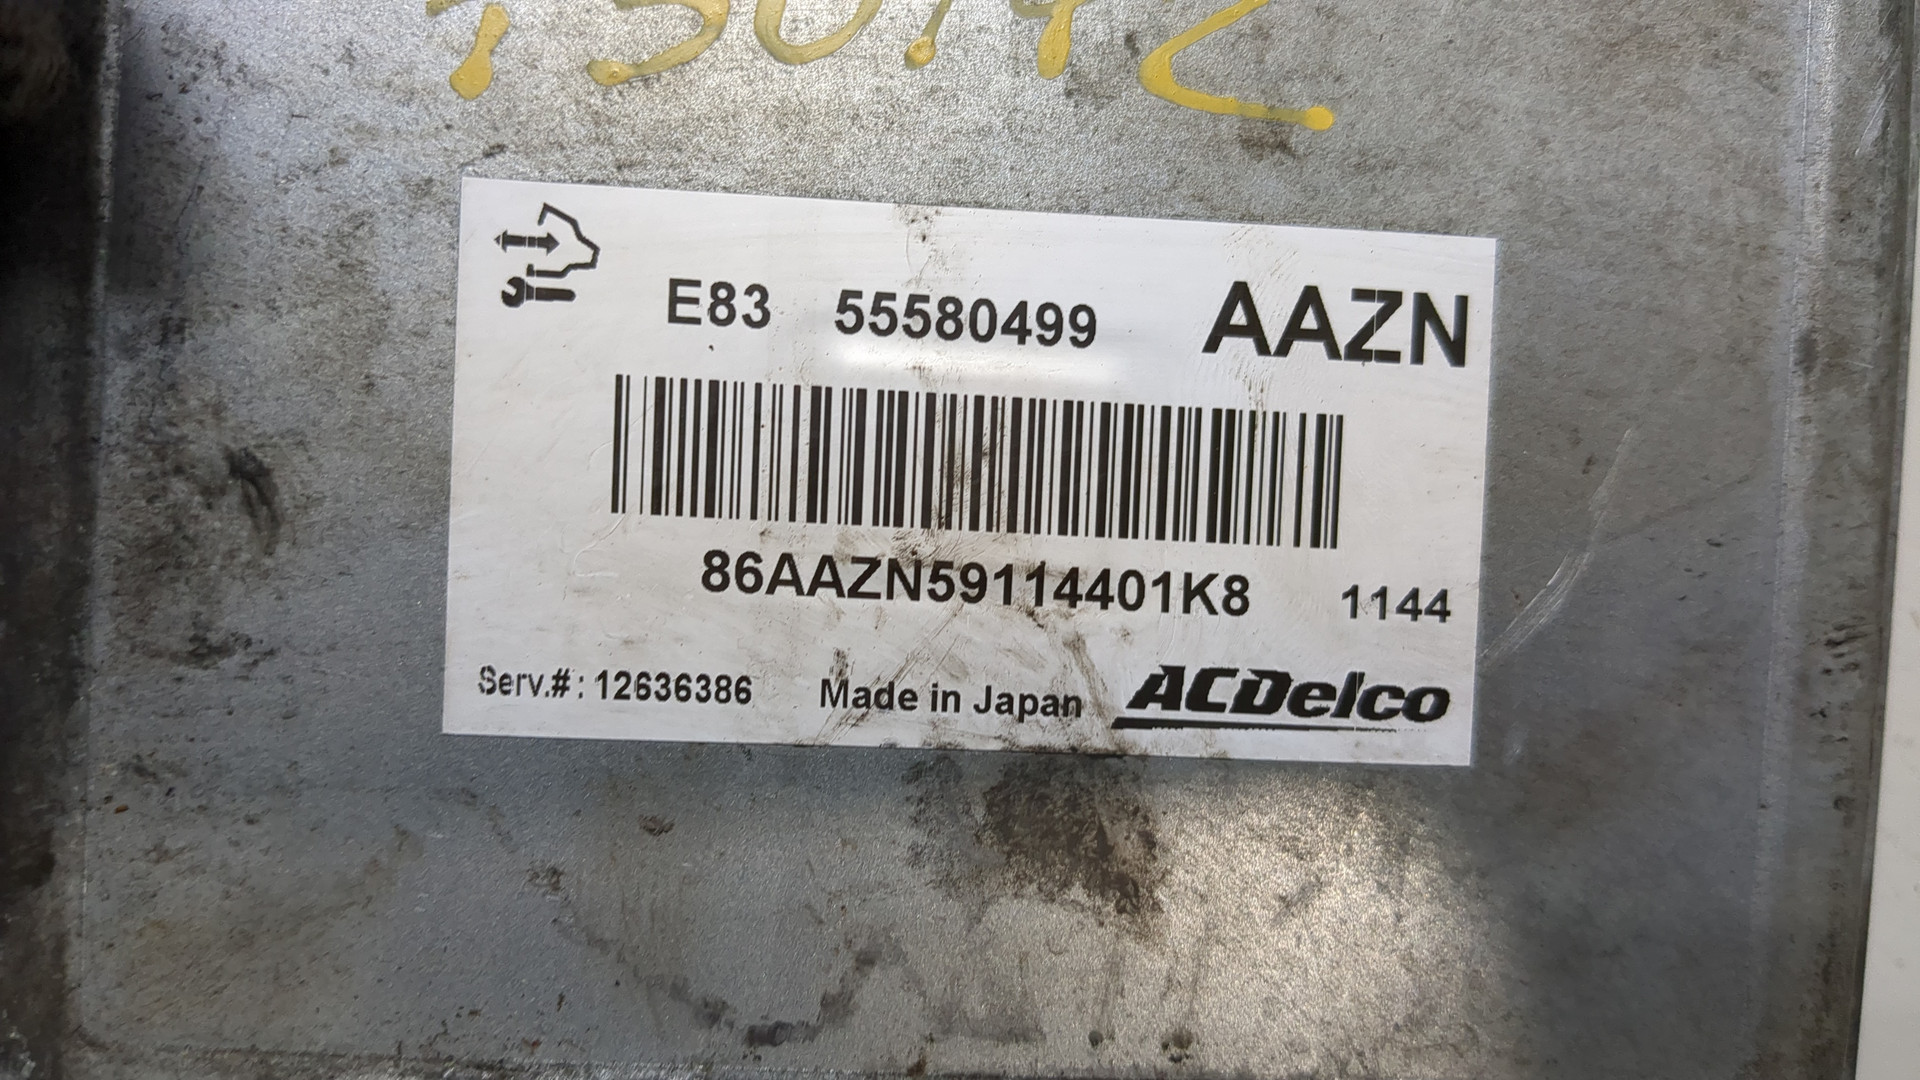 E83 55580499 AAZN
86AAZN59114401K8 1144
Serv.#: 12636386 Made in Japan ACDelco